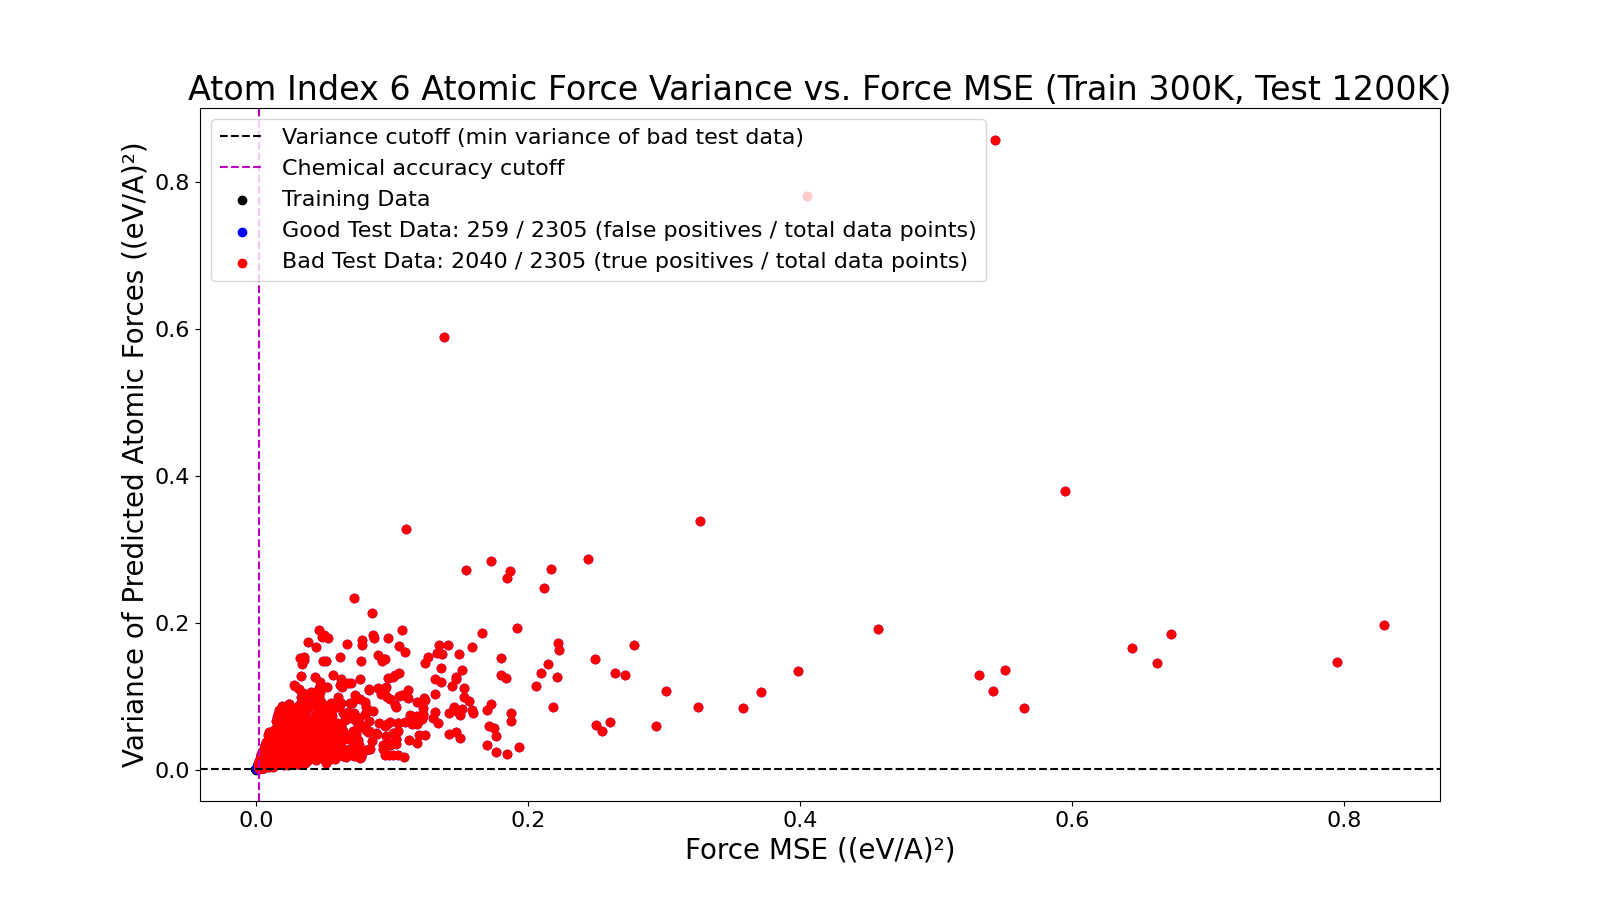 Atom Index 6 Atomic Force Variance vs. Force MSE (Train 300K, Test 1200K)
Variance cutoff (min variance of bad test data)
Chemical accuracy cutoff
Training Data
Good Test Data: 259 / 2305 (false positives / total data points)
Bad Test Data: 2040 / 2305 (true positives / total data points)
Variance of Predicted Atomic Forces ((eV/A)²)
0.8
0.6
0.4
0.2
0.0
0.0 0.2 0.4 0.6 0.8
Force MSE ((eV/A)²)